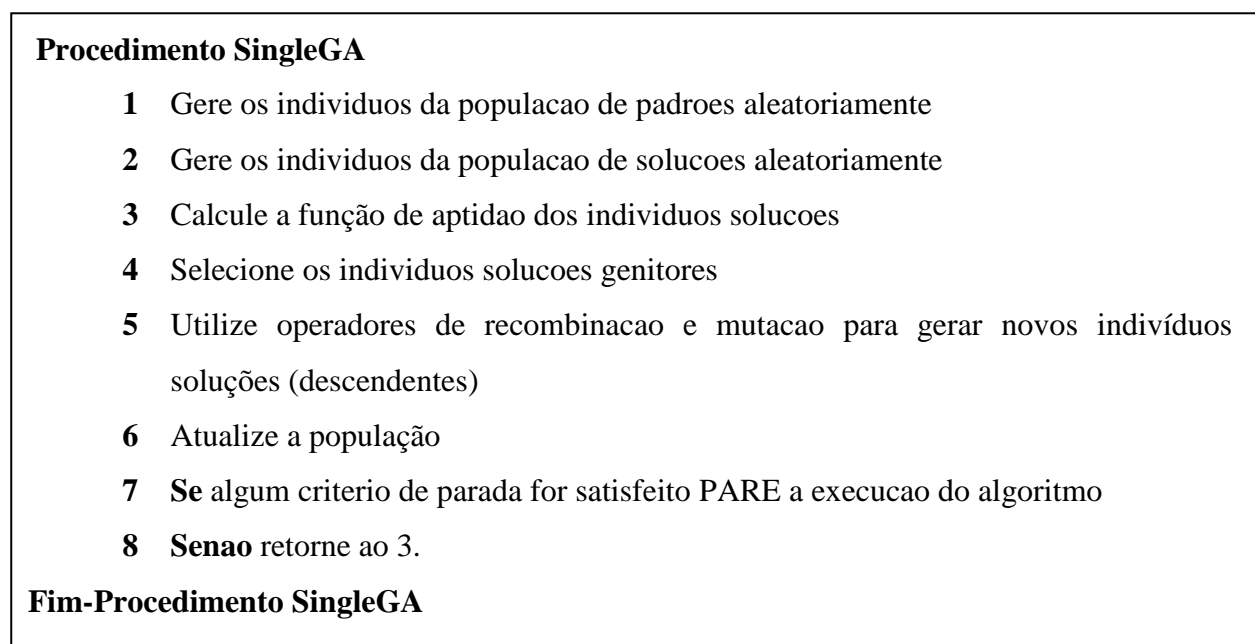 Procedimento SingleGA
1 Gere os individuos da populacao de padroes aleatoriamente
2 Gere os individuos da populacao de solucoes aleatoriamente
3 Calcule a função de aptidao dos individuos solucoes
4 Selecione os individuos solucoes genitores
5 Utilize operadores de recombinacao e mutacao para gerar novos indivíduos
soluções (descendentes)
6 Atualize a população
7 Se algum criterio de parada for satisfeito PARE a execucao do algoritmo
8 Senao retorne ao 3.
Fim-Procedimento SingleGA